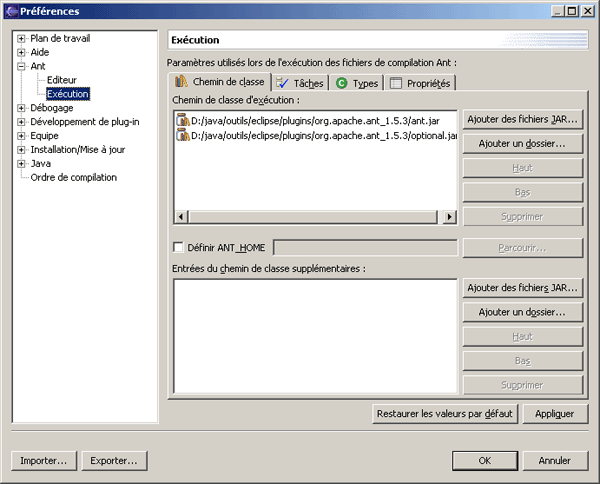 Préférences
Plan de travail
Aide
Ant
Editeur
Exécution
Débogage
Développement de plug-in
Equipe
Installation/Mise à jour
Java
Ordre de compilation
Exécution
Paramètres utilisés lors de l'exécution des fichiers de compilation Ant :
Chemin de classe Tâches Types Propriétés
Chemin de classe d'exécution :
D:/java/outils/eclipse/plugins/org.apache.ant_1.5.3/ant.jar
D:/java/outils/eclipse/plugins/org.apache.ant_1.5.3/optional.jar
Ajouter des fichiers JAR...
Ajouter un dossier...
Haut
Bas
Supprimer
Définir ANT_HOME
Parcourir...
Entrées du chemin de classe supplémentaires :
Ajouter des fichiers JAR...
Ajouter un dossier...
Haut
Bas
Supprimer
Restaurer les valeurs par défaut Appliquer
Importer... Exporter... OK Annuler